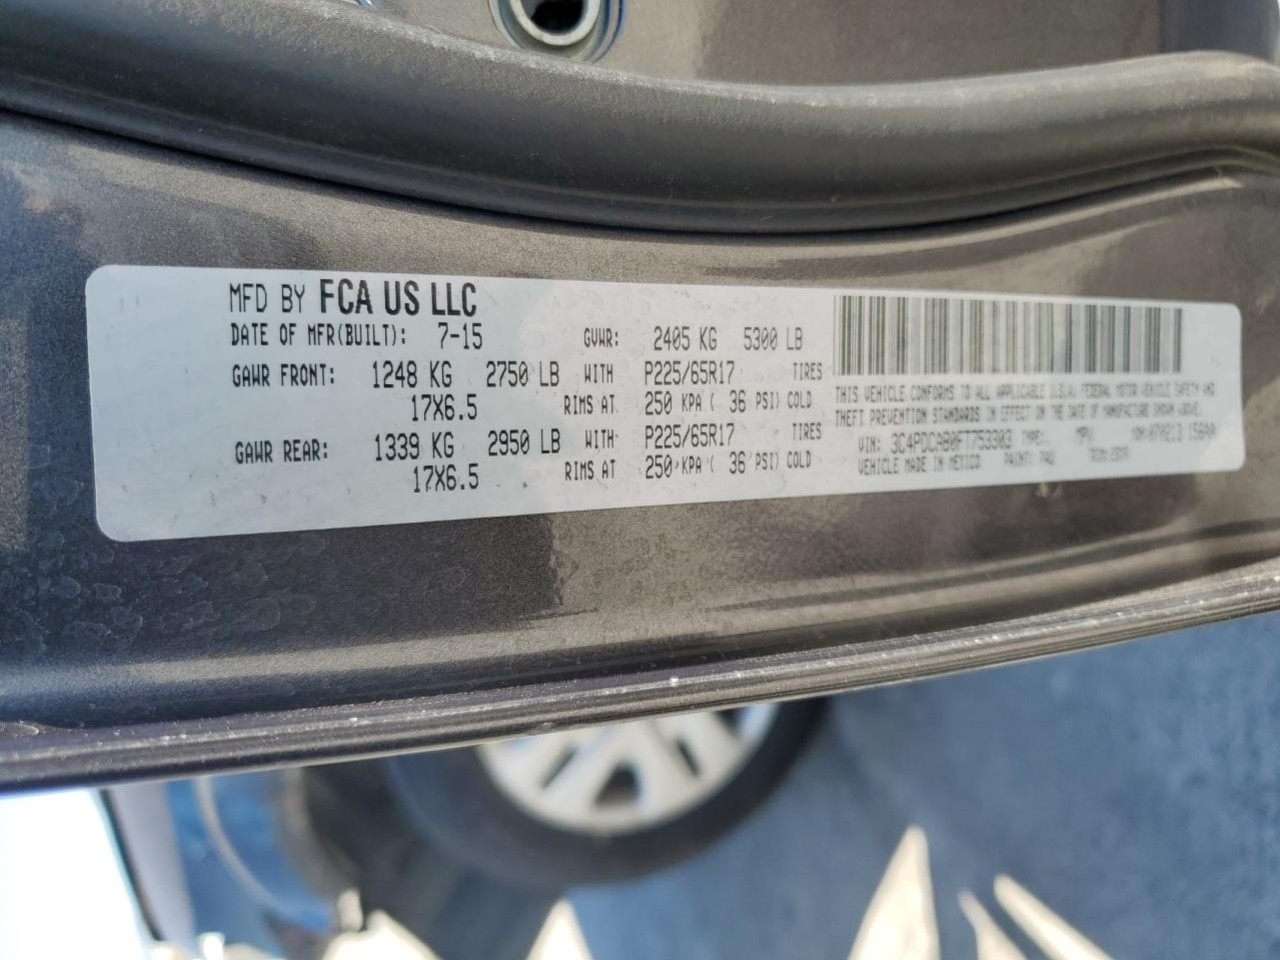 MFD BY FCA US LLC
DATE OF MFR(BUILT): 7-15 GVWR: 2405 KG 5300 LB
GAWR FRONT: 1248 KG 2750 LB WITH P225/65R17 TIRES
17X6.5 RIMS AT 250 KPA ( 36 PSI) COLD
GAWR REAR: 1339 KG 2950 LB WITH P225/65R17 TIRES
17X6.5 RIMS AT 250 KPA ( 36 PSI) COLD
THIS VEHICLE CONFORMS TO ALL APPLICABLE U.S.A. FEDERAL MOTOR VEHICLE SAFETY AND
THEFT PREVENTION STANDARDS IN EFFECT ON THE DATE OF MANUFACTURE SHOWN ABOVE.
VIN: TYPE: MPV
VEHICLE MADE IN MEXICO PAINT: PAU TRIM: